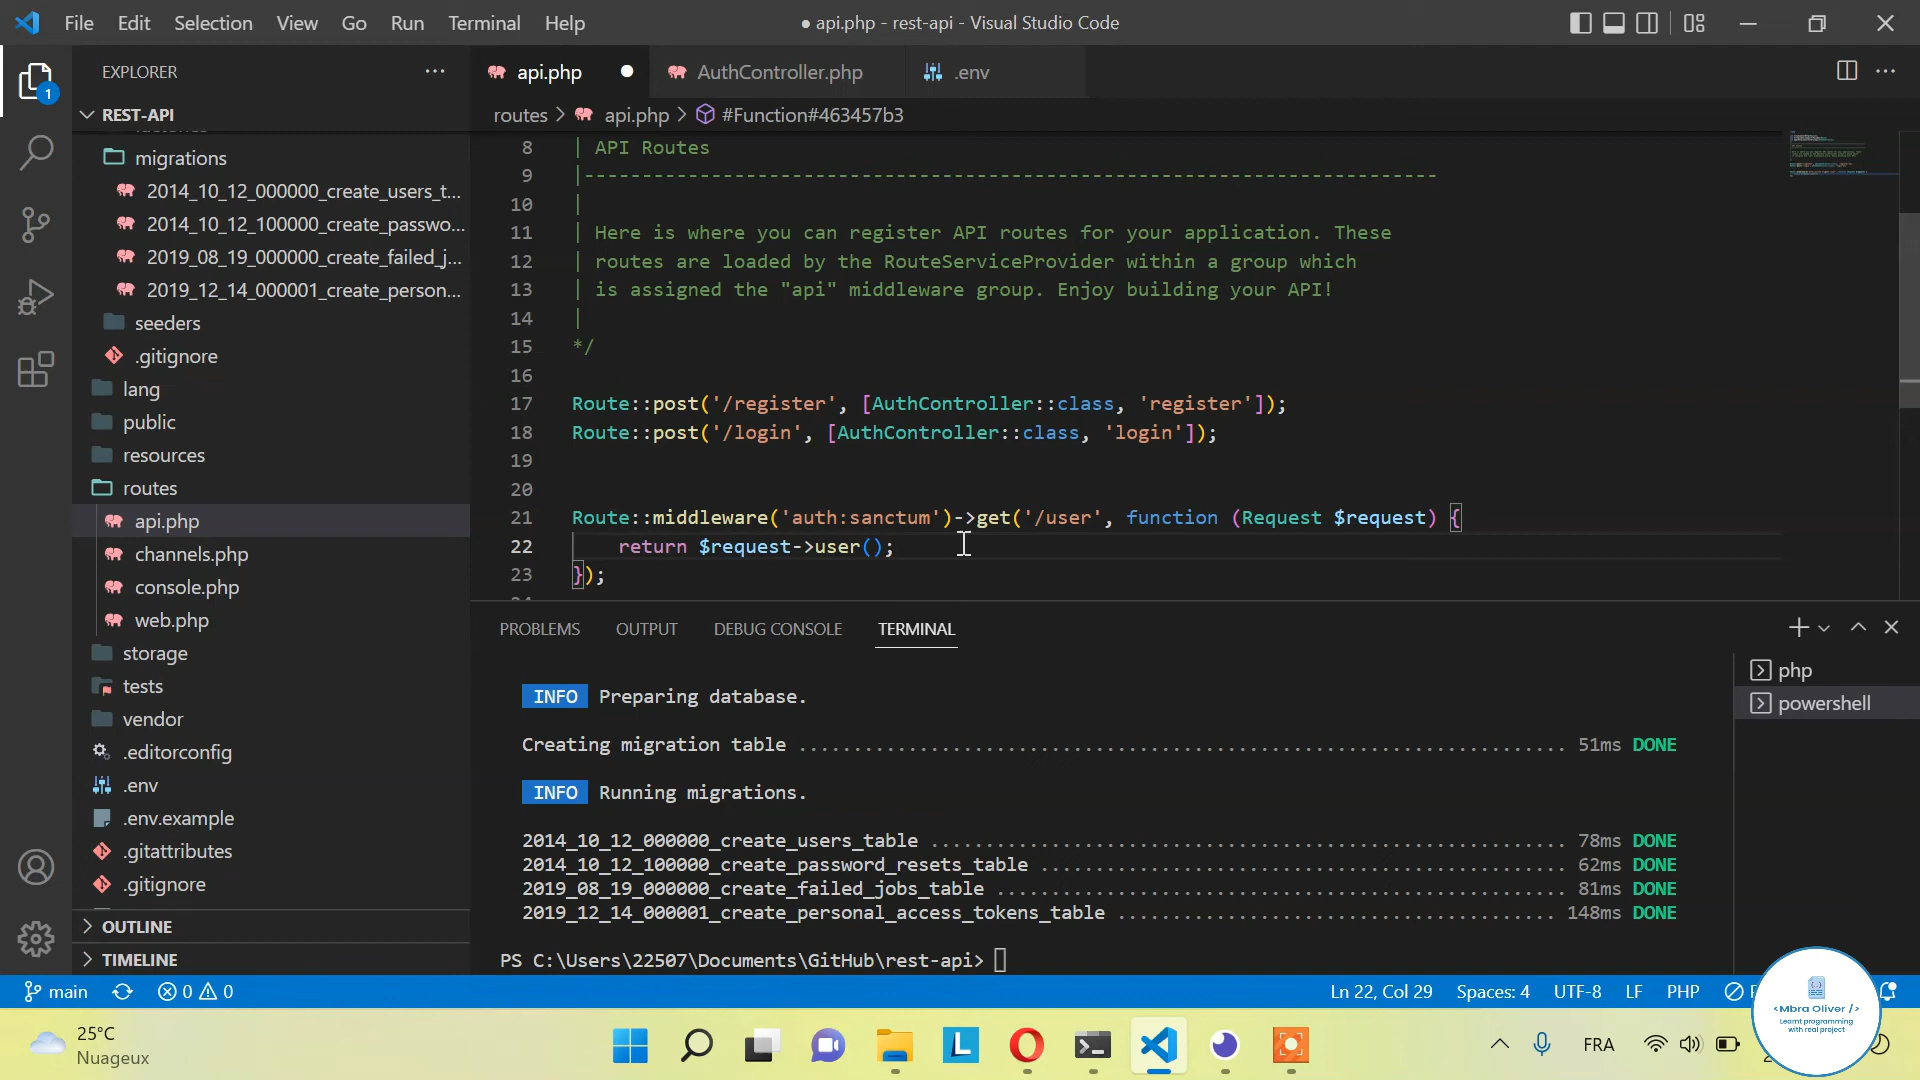 File Edit Selection View Go Run Terminal Help
● api.php - rest-api - Visual Studio Code
EXPLORER
api.php
AuthController.php
.env
REST-API
routes > api.php > #Function#463457b3
migrations
2014_10_12_000000_create_users_t...
2014_10_12_100000_create_passwo...
2019_08_19_000000_create_failed_j...
2019_12_14_000001_create_person...
seeders
.gitignore
lang
public
resources
routes
api.php
channels.php
console.php
web.php
storage
tests
vendor
.editorconfig
.env
.env.example
.gitattributes
.gitignore
OUTLINE
TIMELINE
1
8 | API Routes
9 |--------------------------------------------------------------------------
10 |
11 | Here is where you can register API routes for your application. These
12 | routes are loaded by the RouteServiceProvider within a group which
13 | is assigned the "api" middleware group. Enjoy building your API!
14 |
15 */
16
17 Route::post('/register', [AuthController::class, 'register']);
18 Route::post('/login', [AuthController::class, 'login']);
19
20
21 Route::middleware('auth:sanctum')->get('/user', function (Request $request) {
22 return $request->user();
23 });
PROBLEMS OUTPUT DEBUG CONSOLE TERMINAL
php
powershell
INFO Preparing database.
Creating migration table ................................................ 51ms DONE
INFO Running migrations.
2014_10_12_000000_create_users_table ................................................ 78ms DONE
2014_10_12_100000_create_password_resets_table ................................................ 62ms DONE
2019_08_19_000000_create_failed_jobs_table ................................................ 81ms DONE
2019_12_14_000001_create_personal_access_tokens_table ........................................ 148ms DONE
PS C:\Users\22507\Documents\GitHub\rest-api>
main 0 0
Ln 22, Col 29 Spaces: 4 UTF-8 LF PHP
25°C
Nuageux
L
FRA
<Mbra Oliver />
Learnt programming
with real project